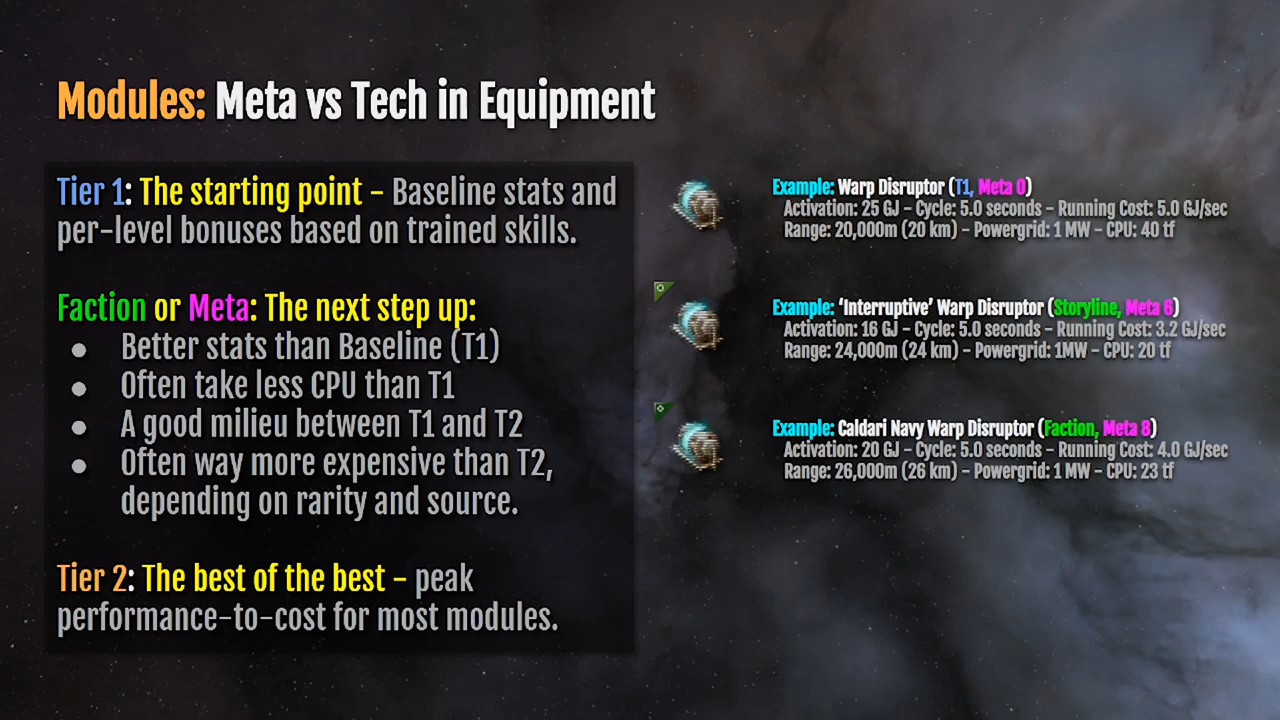 Modules: Meta vs Tech in Equipment
Tier 1: The starting point – Baseline stats and
per-level bonuses based on trained skills.
Faction or Meta: The next step up:
● Better stats than Baseline (T1)
● Often take less CPU than T1
● A good milieu between T1 and T2
● Often way more expensive than T2,
depending on rarity and source.
Tier 2: The best of the best – peak
performance-to-cost for most modules.
Example: Warp Disruptor (T1, Meta 0)
Activation: 25 GJ – Cycle: 5.0 seconds – Running Cost: 5.0 GJ/sec
Range: 20,000m (20 km) – Powergrid: 1 MW – CPU: 40 tf
Example: ‘Interruptive’ Warp Disruptor (Storyline, Meta 6)
Activation: 16 GJ – Cycle: 5.0 seconds – Running Cost: 3.2 GJ/sec
Range: 24,000m (24 km) – Powergrid: 1MW – CPU: 20 tf
Example: Caldari Navy Warp Disruptor (Faction, Meta 8)
Activation: 20 GJ – Cycle: 5.0 seconds – Running Cost: 4.0 GJ/sec
Range: 26,000m (26 km) – Powergrid: 1 MW – CPU: 23 tf